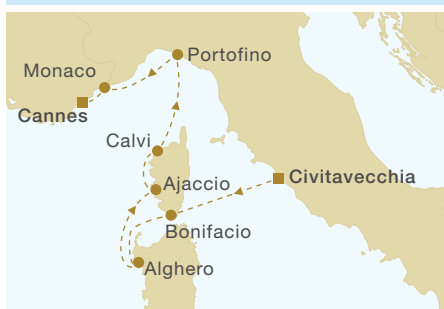 Portofino
Monaco
Cannes
Calvi
Ajaccio
Civitavecchia
Bonifacio
Alghero